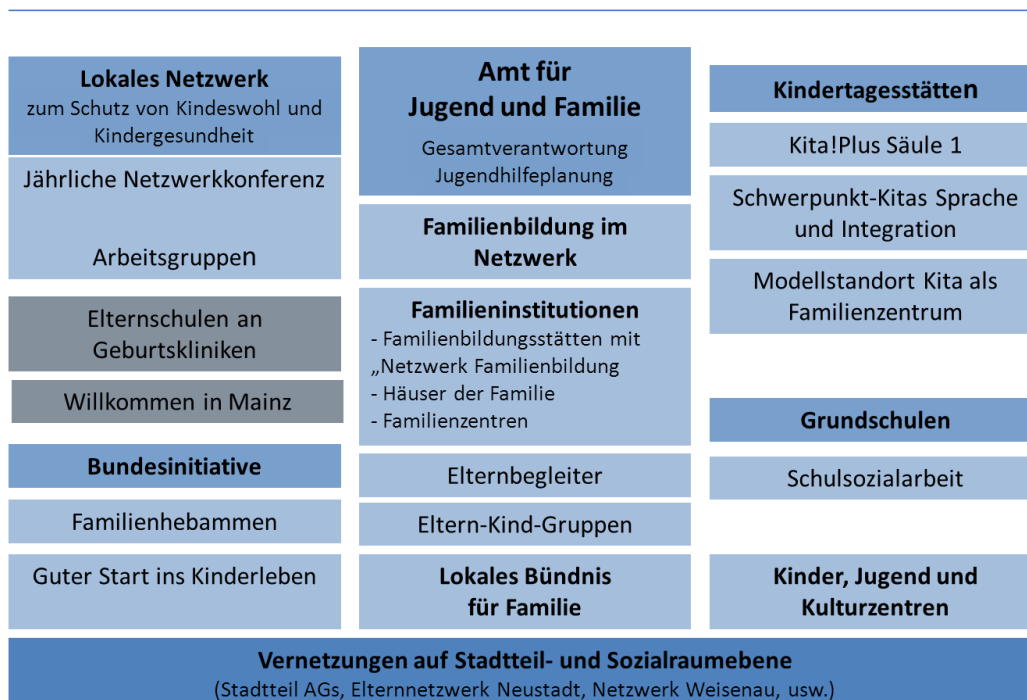 Lokales Netzwerk
zum Schutz von Kindeswohl und
Kindergesundheit
Jährliche Netzwerkkonferenz
Arbeitsgruppen
Elternschulen an
Geburtskliniken
Willkommen in Mainz
Bundesinitiative
Familienhebammen
Guter Start ins Kinderleben
Amt für
Jugend und Familie
Gesamtverantwortung
Jugendhilfeplanung
Familienbildung im
Netzwerk
Familieninstitutionen
- Familienbildungsstätten mit
„Netzwerk Familienbildung
- Häuser der Familie
- Familienzentren
Elternbegleiter
Eltern-Kind-Gruppen
Lokales Bündnis
für Familie
Kindertagesstätten
Kita!Plus Säule 1
Schwerpunkt-Kitas Sprache
und Integration
Modellstandort Kita als
Familienzentrum
Grundschulen
Schulsozialarbeit
Kinder, Jugend und
Kulturzentren
Vernetzungen auf Stadtteil- und Sozialraumebene
(Stadtteil AGs, Elternnetzwerk Neustadt, Netzwerk Weisenau, usw.)